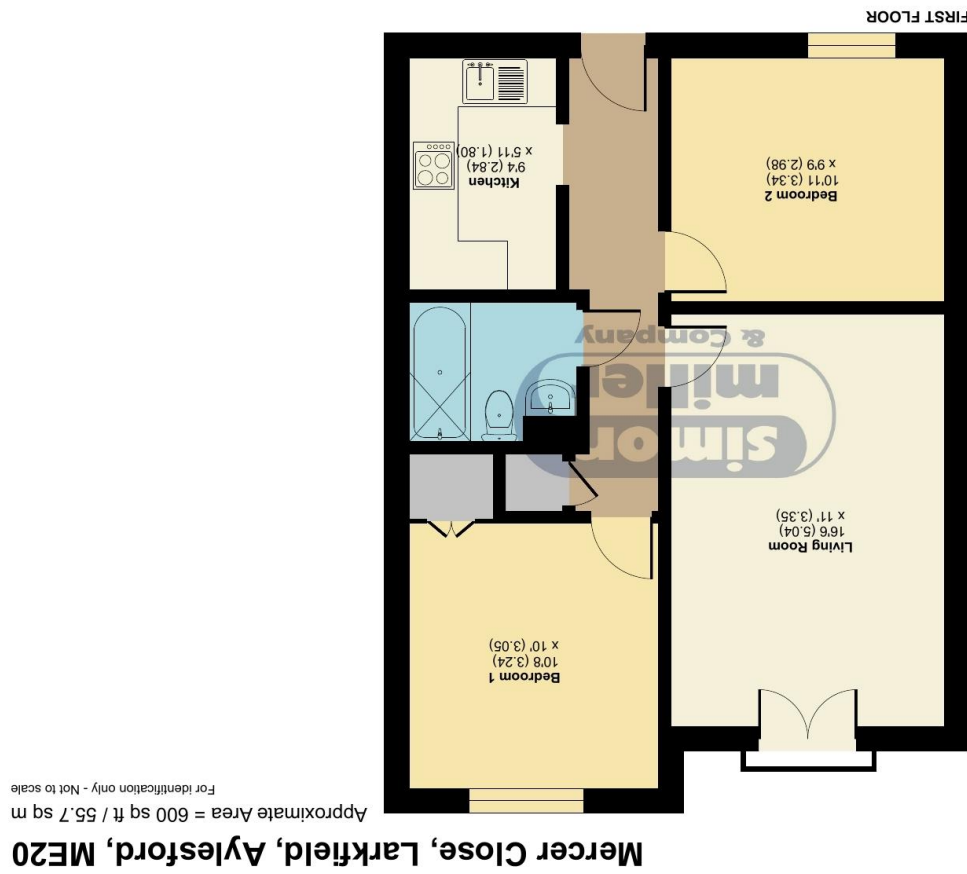 Mercer Close, Larkfield, Aylesford, ME20
Approximate Area = 600 sq ft / 55.7 sq m
For identification only - Not to scale
Bedroom 1
10'8 (3.24)
x 10' (3.05)
Living Room
16'6 (5.04)
x 11' (3.35)
simon
miller
& Company
Bedroom 2
10'11 (3.34)
x 9'9 (2.98)
Kitchen
9'4 (2.84)
x 5'11 (1.80)
FIRST FLOOR